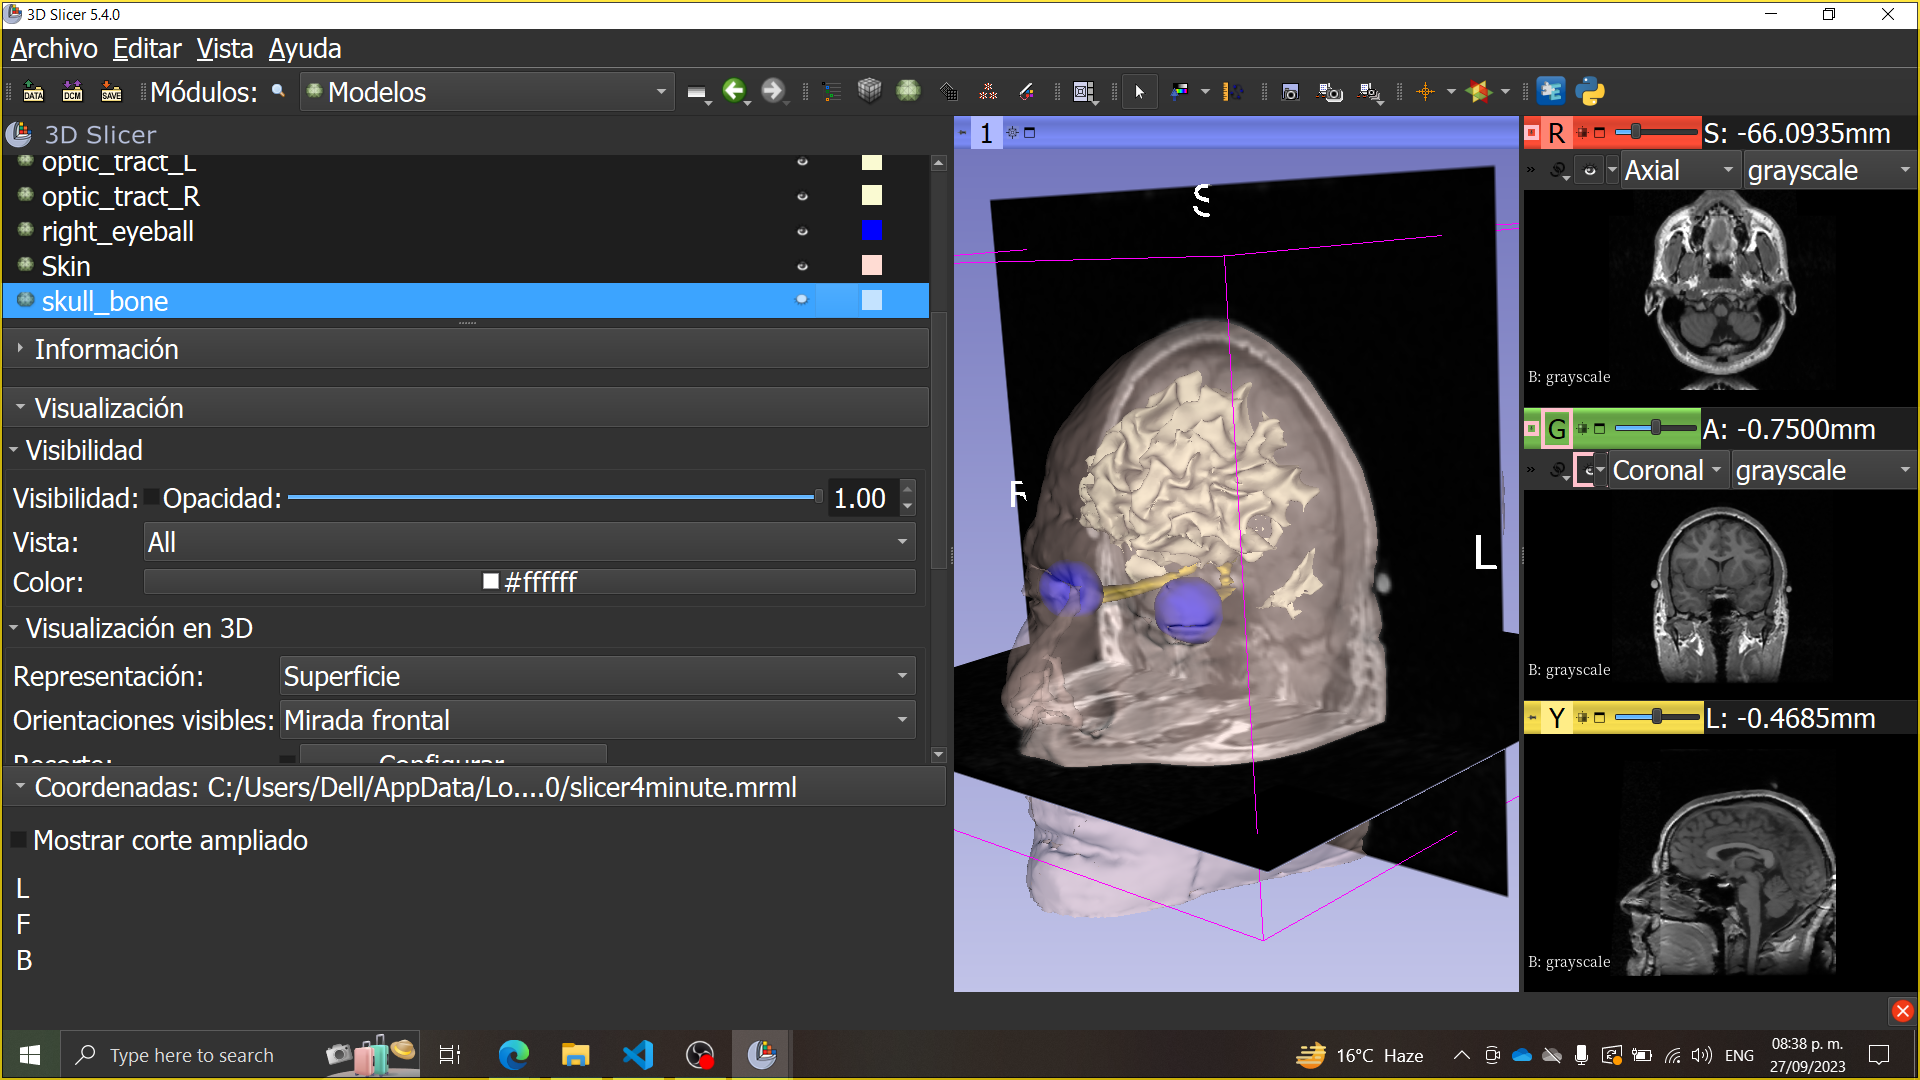 3D Slicer 5.4.0
Archivo Editar Vista Ayuda
DATA DCM SAVE Módulos: Modelos
3D Slicer
optic_tract_L
optic_tract_R
right_eyeball
Skin
skull_bone
Información
Visualización
Visibilidad
Visibilidad: Opacidad: 1.00
Vista: All
Color: #ffffff
Visualización en 3D
Representación: Superficie
Orientaciones visibles: Mirada frontal
Recorte: Configurar
Coordenadas: C:/Users/Dell/AppData/Lo....0/slicer4minute.mrml
Mostrar corte ampliado
L
F
B
1
S
R
L
R S: -66.0935mm
Axial grayscale
B: grayscale
G A: -0.7500mm
Coronal grayscale
B: grayscale
Y L: -0.4685mm
B: grayscale
Type here to search
16°C Haze
ENG
08:38 p. m.
27/09/2023